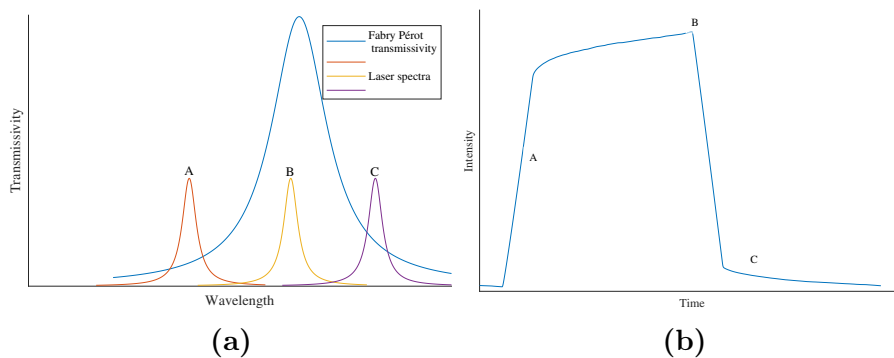 Transmissivity
Fabry Pérot
transmissivity
Laser spectra
A
B
C
Wavelength
(a)
Intensity
A
B
C
Time
(b)